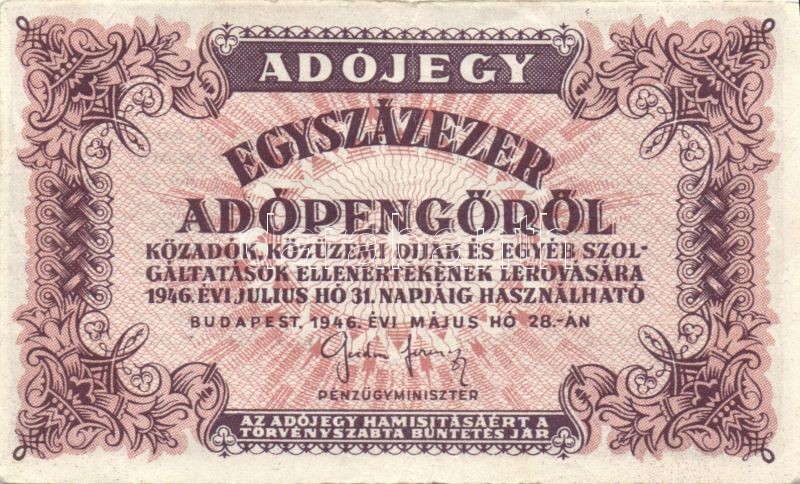 ADÓJEGY
EGYSZÁZEZER
ADÓPENGŐRŐL
KÖZADÓK, KÖZÜZEMI DIJAK ÉS EGYÉB SZOL-
GÁLTATÁSOK ELLENÉRTÉKÉNEK LERÓVÁSÁRA
1946. ÉVI JULIUS HÓ 31. NAPJÁIG HASZNÁLHATÓ
BUDAPEST, 1946. ÉVI MÁJUS HÓ 28.-ÁN
PÉNZÜGYMINISZTER
AZ ADÓJEGY HAMISITÁSÁÉRT A
TÖRVÉNYSZABTA BÜNTETÉS JÁR